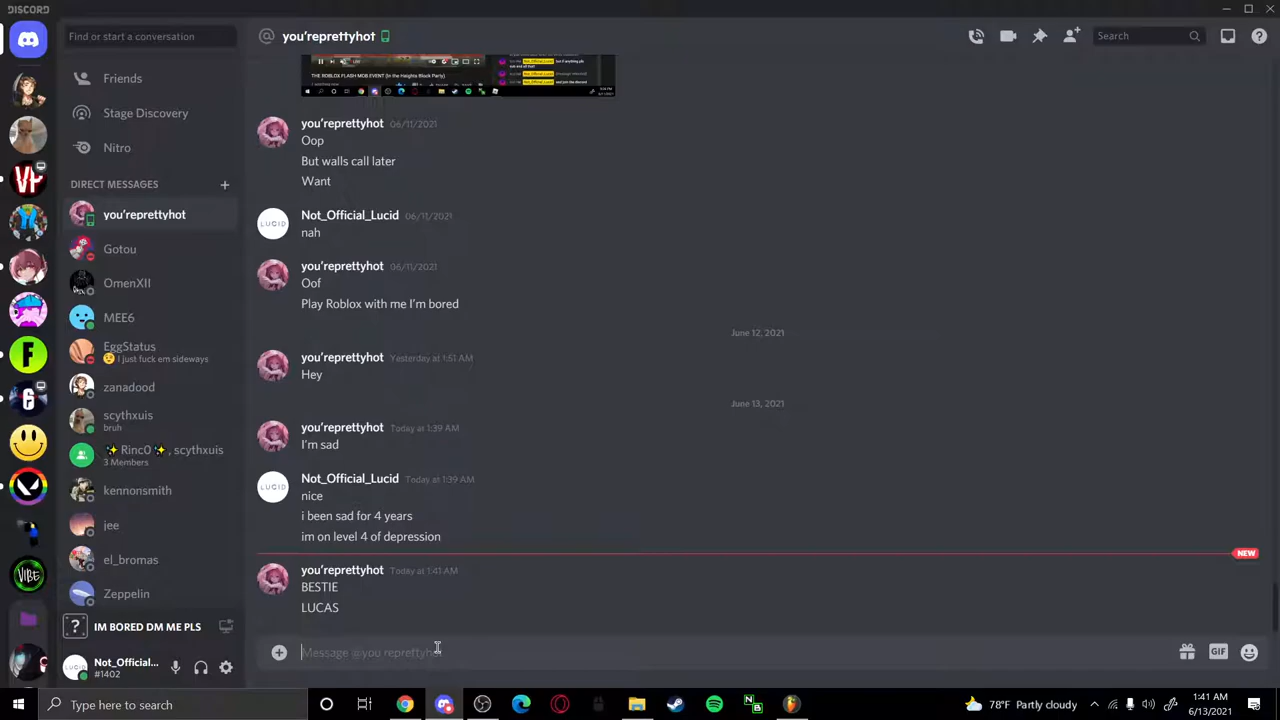 DISCORD
Find or start a conversation
you'reprettyhot
Search
Friends
Stage Discovery
Nitro
DIRECT MESSAGES
you'reprettyhot
Gotou
OmenXII
MEE6
EggStatus
I just fuck em sideways
zanadood
scythxuis
bruh
✨Rinc0✨, scythxuis
3 Members
kennonsmith
jee
el_bromas
Zeppelin
IM BORED DM ME PLS
Not_Official...
#1402
THE ROBLOX FLASH MOB EVENT (In the Heights Block Party)
you'reprettyhot 06/11/2021
Oop
But walls call later
Want
Not_Official_Lucid 06/11/2021
LUCID
nah
you'reprettyhot 06/11/2021
Oof
Play Roblox with me I'm bored
June 12, 2021
you'reprettyhot Yesterday at 1:51 AM
Hey
June 13, 2021
you'reprettyhot Today at 1:39 AM
I'm sad
Not_Official_Lucid Today at 1:39 AM
LUCID
nice
i been sad for 4 years
im on level 4 of depression
NEW
you'reprettyhot Today at 1:41 AM
BESTIE
LUCAS
Message @you'reprettyhot
GIF
VIBE
Type here to search
78°F Partly cloudy
1:41 AM
6/13/2021